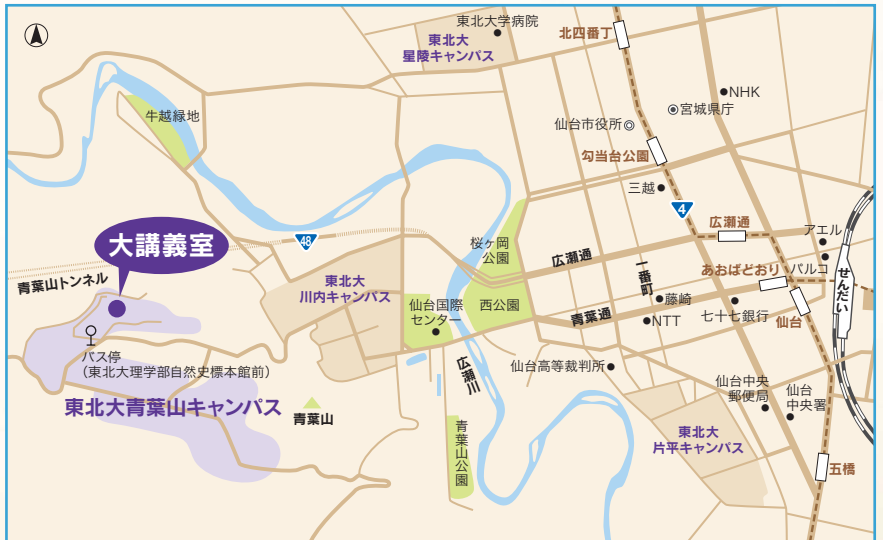 東北大学病院
東北大
星陵キャンパス
北四番丁
NHK
宮城県庁
仙台市役所
勾当台公園
三越
4
牛越緑地
大講義室
48
桜ヶ岡
公園
広瀬通
広瀬通
アエル
青葉山トンネル
東北大
川内キャンパス
一番町
あおばどおり
パルコ
せんだい
仙台国際
センター
西公園
藤崎
青葉通
NTT
七十七銀行
仙台
バス停
(東北大理学部自然史標本館前)
広瀬川
仙台高等裁判所
仙台中央
郵便局
仙台
中央署
東北大青葉山キャンパス
青葉山
青葉山公園
東北大
片平キャンパス
五橋